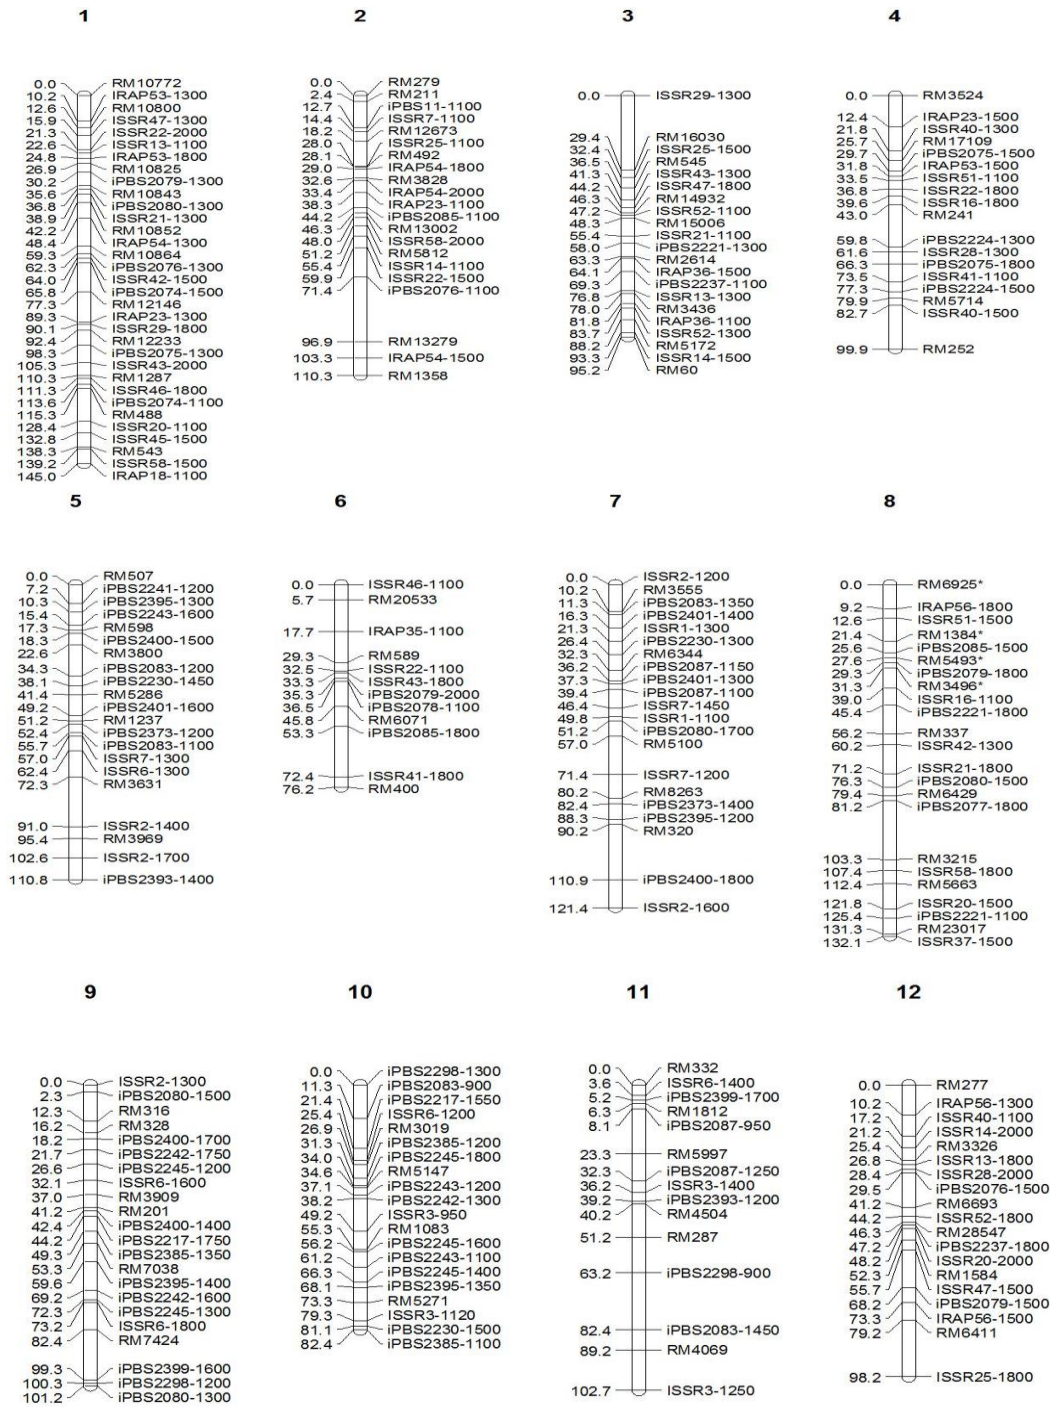 1
0.0 RM10772
10.2 IRAP53-1300
12.6 RM10800
15.9 ISSR47-1300
21.3 ISSR22-2000
22.6 ISSR13-1100
24.8 IRAP53-1800
26.9 RM10825
30.2 iPBS2079-1300
35.6 RM10843
36.8 iPBS2080-1300
38.9 ISSR21-1300
42.2 RM10852
48.4 IRAP54-1300
59.3 RM10864
62.3 iPBS2076-1300
64.0 ISSR42-1500
65.8 iPBS2074-1500
77.3 RM12146
89.3 IRAP23-1300
90.1 ISSR29-1800
92.4 RM12233
98.3 iPBS2075-1300
105.3 ISSR43-2000
110.3 RM1287
111.3 ISSR46-1800
113.6 iPBS2074-1100
115.3 RM488
128.4 ISSR20-1100
132.8 ISSR45-1500
138.3 RM543
139.2 ISSR58-1500
145.0 IRAP18-1100
2
0.0 RM279
2.4 RM211
12.7 iPBS11-1100
14.4 ISSR7-1100
18.2 RM12673
28.0 ISSR25-1100
28.1 RM492
29.0 IRAP54-1800
32.6 RM3828
33.4 IRAP54-2000
38.3 IRAP23-1100
44.2 iPBS2085-1100
46.3 RM13002
48.0 ISSR58-2000
51.2 RM5812
55.4 ISSR14-1100
59.9 ISSR22-1500
71.4 iPBS2076-1100
96.9 RM13279
103.3 IRAP54-1500
110.3 RM1358
3
0.0 ISSR29-1300
29.4 RM16030
32.4 ISSR25-1500
36.5 RM545
41.3 ISSR43-1300
44.2 ISSR47-1800
46.3 RM14932
47.2 ISSR52-1100
48.3 RM15006
55.4 ISSR21-1100
58.0 iPBS2221-1300
63.3 RM2614
64.1 IRAP36-1500
69.3 iPBS2237-1100
76.8 ISSR13-1300
78.0 RM3436
81.8 IRAP36-1100
83.7 ISSR52-1300
88.2 RM5172
93.3 ISSR14-1500
95.2 RM60
4
0.0 RM3524
12.4 IRAP23-1500
21.8 ISSR40-1300
25.7 RM17109
29.7 iPBS2075-1500
31.8 IRAP53-1500
33.5 ISSR51-1100
36.8 ISSR22-1800
39.6 ISSR16-1800
43.0 RM241
59.8 iPBS2224-1300
61.6 ISSR28-1300
66.3 iPBS2075-1800
73.5 ISSR41-1100
77.3 iPBS2224-1500
79.9 RM5714
82.7 ISSR40-1500
99.9 RM252
5
0.0 RM507
7.2 iPBS2241-1200
10.3 iPBS2395-1300
15.4 iPBS2243-1600
17.3 RM598
18.3 iPBS2400-1500
22.6 RM3800
34.3 iPBS2083-1200
38.1 iPBS2230-1450
41.4 RM5286
49.2 iPBS2401-1600
51.2 RM1237
52.4 iPBS2373-1200
55.7 iPBS2083-1100
57.0 ISSR7-1300
62.4 ISSR6-1300
72.3 RM3631
91.0 ISSR2-1400
95.4 RM3969
102.6 ISSR2-1700
110.8 iPBS2393-1400
6
0.0 ISSR46-1100
5.7 RM20533
17.7 IRAP35-1100
29.3 RM589
32.5 ISSR22-1100
33.3 ISSR43-1800
35.3 iPBS2079-2000
36.5 iPBS2078-1100
45.8 RM6071
53.3 iPBS2085-1800
72.4 ISSR41-1800
76.2 RM400
7
0.0 ISSR2-1200
10.2 RM3555
11.3 iPBS2083-1350
16.3 iPBS2401-1400
21.3 ISSR1-1300
26.4 iPBS2230-1300
32.3 RM6344
36.2 iPBS2087-1150
37.3 iPBS2401-1300
39.4 iPBS2087-1100
46.4 ISSR7-1450
49.8 ISSR1-1100
51.2 iPBS2080-1700
57.0 RM5100
71.4 ISSR7-1200
80.2 RM8263
82.4 iPBS2373-1400
88.3 iPBS2395-1200
90.2 RM320
110.9 iPBS2400-1800
121.4 ISSR2-1600
8
0.0 RM6925*
9.2 IRAP56-1800
12.6 ISSR51-1500
21.4 RM1384*
25.6 iPBS2085-1500
27.6 RM5493*
29.3 iPBS2079-1800
31.3 RM3496*
39.0 ISSR16-1100
45.4 iPBS2221-1800
56.2 RM337
60.2 ISSR42-1300
71.2 ISSR21-1800
76.3 iPBS2080-1500
79.4 RM6429
81.2 iPBS2077-1800
103.3 RM3215
107.4 ISSR58-1800
112.4 RM5663
121.8 ISSR20-1500
125.4 iPBS2221-1100
131.3 RM23017
132.1 ISSR37-1500
9
0.0 ISSR2-1300
2.3 iPBS2080-1500
12.3 RM316
16.2 RM328
18.2 iPBS2400-1700
21.7 iPBS2242-1750
26.6 iPBS2245-1200
32.1 ISSR6-1600
37.0 RM3909
41.2 RM201
42.4 iPBS2400-1400
44.2 iPBS2217-1750
49.3 iPBS2385-1350
53.3 RM7038
59.6 iPBS2395-1400
69.2 iPBS2242-1600
72.3 iPBS2245-1300
73.2 ISSR6-1800
82.4 RM7424
99.3 iPBS2399-1600
100.3 iPBS2298-1200
101.2 iPBS2080-1300
10
0.0 iPBS2298-1300
11.3 iPBS2083-900
21.4 iPBS2217-1550
25.4 ISSR6-1200
26.9 RM3019
31.3 iPBS2385-1200
34.0 iPBS2245-1800
34.6 RM5147
37.1 iPBS2243-1200
38.2 iPBS2242-1300
49.2 ISSR3-950
55.3 RM1083
56.2 iPBS2245-1600
61.2 iPBS2243-1100
66.3 iPBS2245-1400
68.1 iPBS2395-1350
73.3 RM5271
79.3 ISSR3-1120
81.1 iPBS2230-1500
82.4 iPBS2385-1100
11
0.0 RM332
3.6 ISSR6-1400
5.2 iPBS2399-1700
6.3 RM1812
8.1 iPBS2087-950
23.3 RM5997
32.3 iPBS2087-1250
36.2 ISSR3-1400
39.2 iPBS2393-1200
40.2 RM4504
51.2 RM287
63.2 iPBS2298-900
82.4 iPBS2083-1450
89.2 RM4069
102.7 ISSR3-1250
12
0.0 RM277
10.2 IRAP56-1300
17.2 ISSR40-1100
21.2 ISSR14-2000
25.4 RM3326
26.8 ISSR13-1800
28.4 ISSR28-2000
29.5 iPBS2076-1500
41.2 RM6693
44.2 ISSR52-1800
46.3 RM28547
47.2 iPBS2237-1800
48.2 ISSR20-2000
52.3 RM1584
55.7 ISSR47-1500
68.2 iPBS2079-1500
73.3 IRAP56-1500
79.2 RM6411
98.2 ISSR25-1800